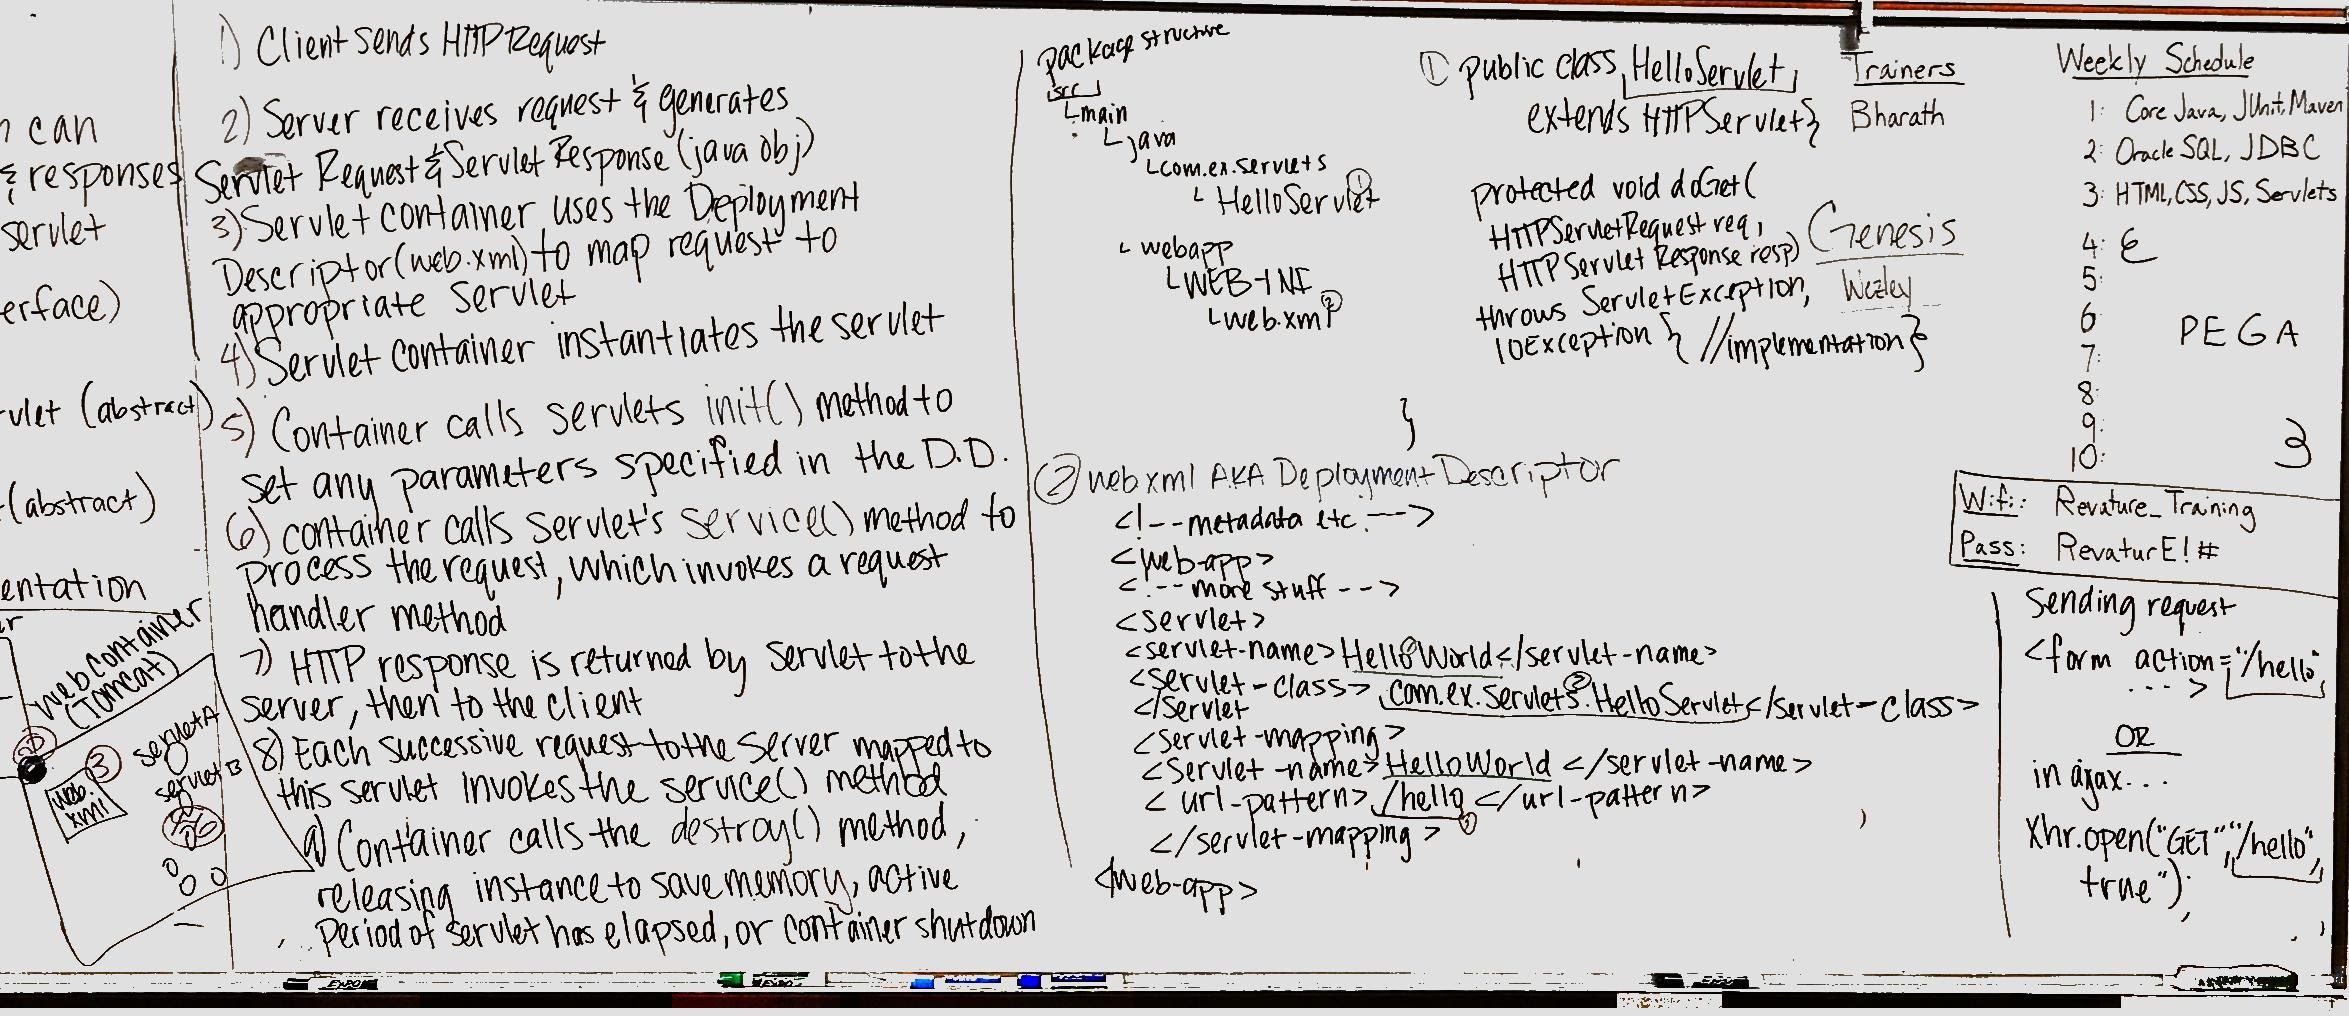 can
& responses
servlet
erface)
vlet (abstract)
(abstract)
entation
er
Web Container
(Tomcat)
servlet A
servlet B
3
web.
xml
56
1) Client sends HTTP Request
2) Server receives request & generates
Servlet Request & Servlet Response (java obj)
3) Servlet container uses the Deployment
Descriptor (web.xml) to map request to
appropriate servlet
4) Servlet container instantiates the servlet
5) Container calls servlets init() method to
set any parameters specified in the D.D.
6) container calls servlet's service() method to
process the request, which invokes a request
handler method
7) HTTP response is returned by servlet to the
server, then to the client
8) Each successive request to the server mapped to
this servlet invokes the service() method
9) Container calls the destroy() method,
releasing instance to save memory, active
Period of servlet has elapsed, or container shutdown
package structure
src
└ main
└ java
└ com.ex.servlets
└ HelloServlet ①
└ webapp
└ WEB-INF
└ web.xml ②
① public class HelloServlet
extends HTTPServlet{
protected void doGet(
HTTPServletRequest req,
HTTPServlet Response resp)
throws ServletException,
IOException { //implementation}
}
② web xml AKA Deployment Descriptor
<!--metadata etc.-->
<web-app>
<!-- more stuff --->
<servlet>
<servlet-name>HelloWorld</servlet-name>
<servlet-class> com.ex.servlets.HelloServlet</servlet-class>
</servlet
<servlet-mapping>
<servlet-name>HelloWorld </servlet-name>
<url-pattern>/hello </url-pattern>
</servlet-mapping>
</web-app>
Trainers
Bharath
Genesis
Wezley
Weekly Schedule
1: Core Java, JUnit, Maven
2: Oracle SQL, JDBC
3: HTML, CSS, JS, Servlets
4: E
5:
6
7:
8:
9:
10:
PEGA
3
Wifi: Revature_Training
Pass: RevaturE!#
Sending request
<form action="/hello"
... >
OR
in ajax...
Xhr.open("GET","/hello",
true");